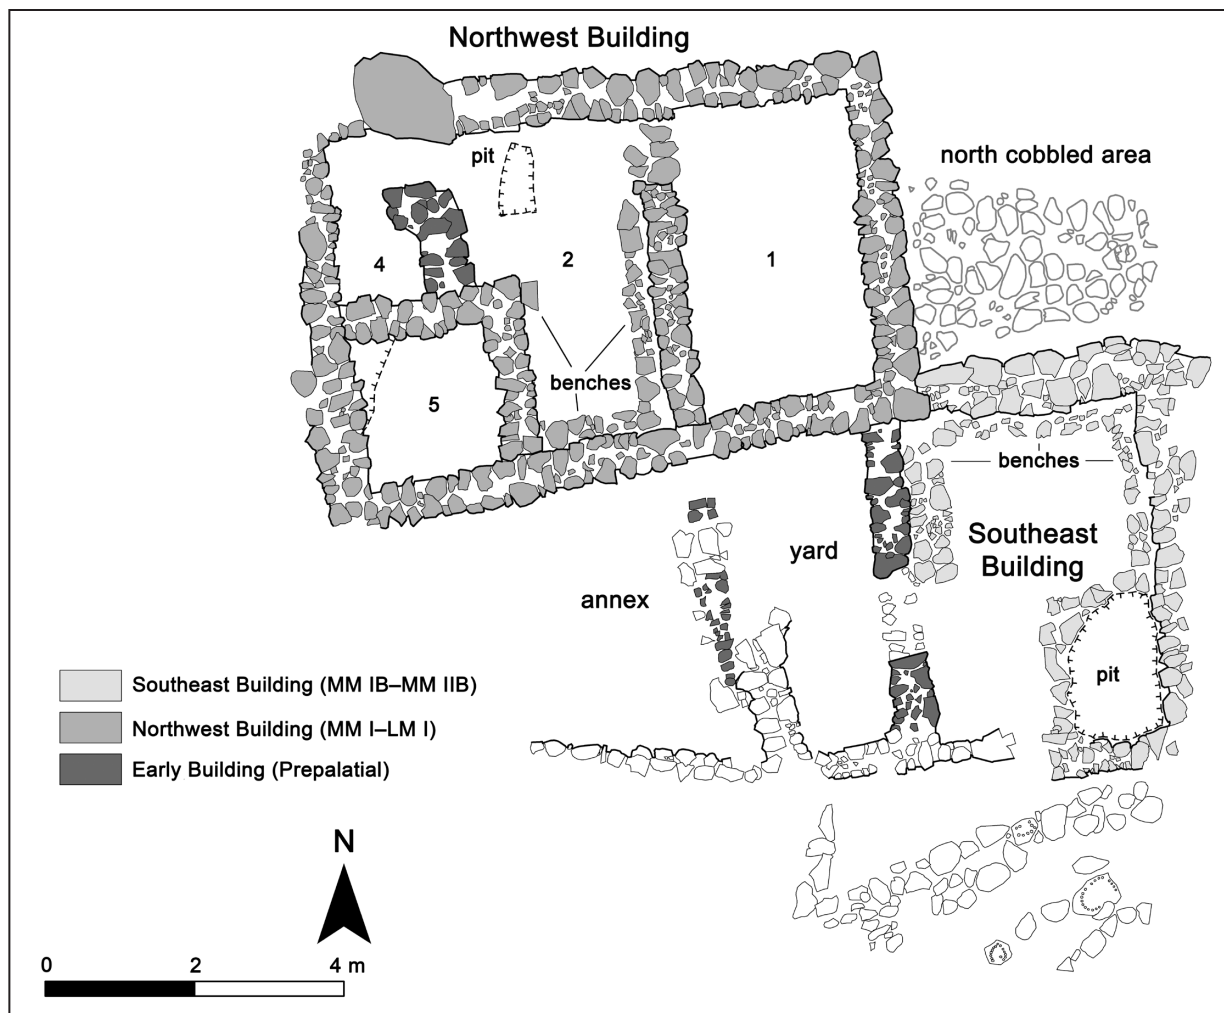 Northwest Building
pit
north cobbled area
4
2
1
5
benches
benches
Southeast
Building
yard
annex
pit
Southeast Building (MM IB–MM IIB)
Northwest Building (MM I–LM I)
Early Building (Prepalatial)
N
0 2 4 m